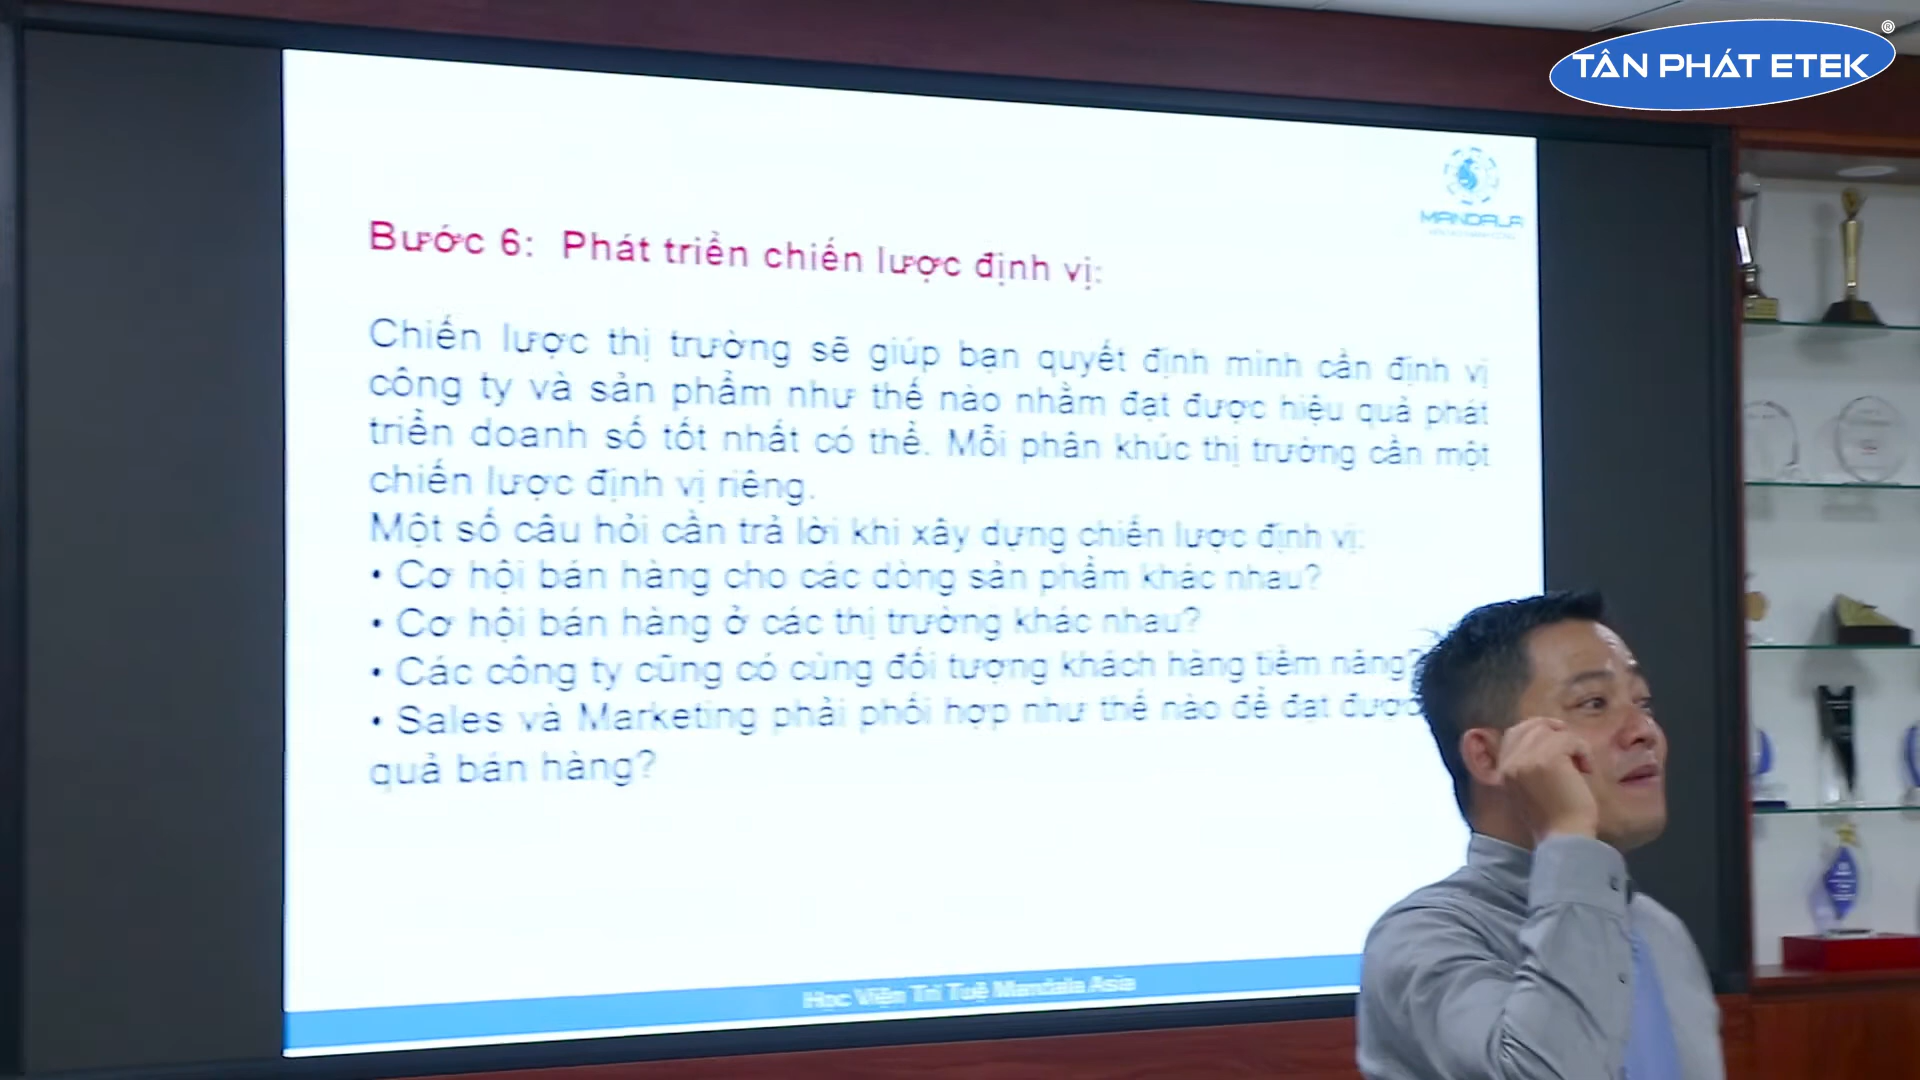 TÂN PHÁT ETEK ®
MANDALA
Bước 6: Phát triển chiến lược định vị:
Chiến lược thị trường sẽ giúp bạn quyết định mình cần định vị
công ty và sản phẩm như thế nào nhằm đạt được hiệu quả phát
triển doanh số tốt nhất có thể. Mỗi phân khúc thị trường cần một
chiến lược định vị riêng.
Một số câu hỏi cần trả lời khi xây dựng chiến lược định vị:
• Cơ hội bán hàng cho các dòng sản phẩm khác nhau?
• Cơ hội bán hàng ở các thị trường khác nhau?
• Các công ty cũng có cùng đối tượng khách hàng tiềm năng?
• Sales và Marketing phải phối hợp như thế nào để đạt được
quả bán hàng?
Học Viện Trí Tuệ Mandala Asia